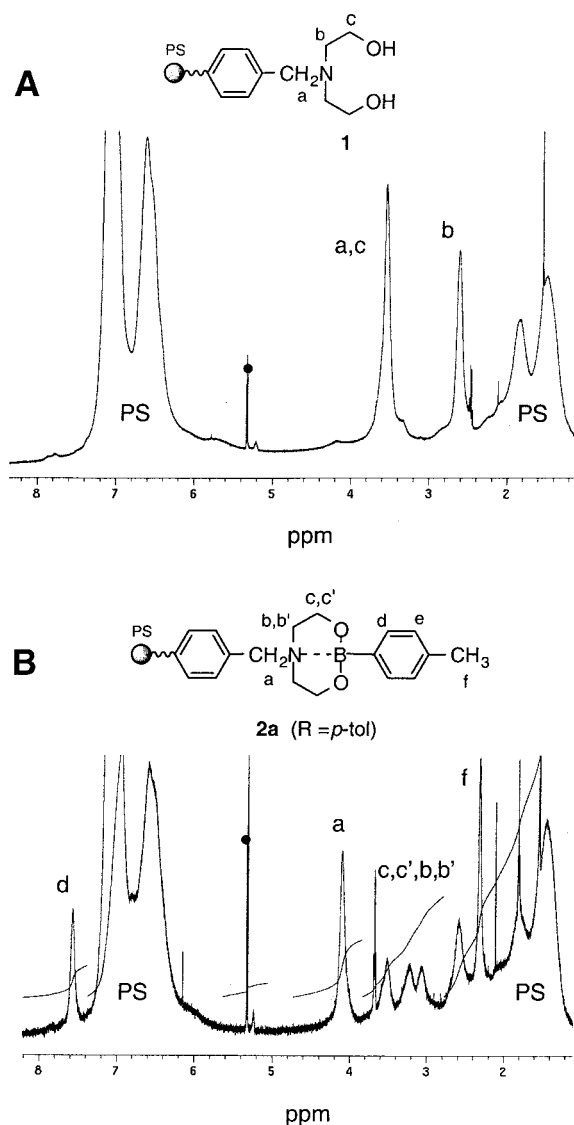 A
PS
b
c
OH
CH2N
a
OH
1
a,c
b
PS
PS
8 7 6 5 4 3 2
ppm
B
PS
c,c'
b,b'
d
e
O
CH2N
B
CH3
a
O
f
2a (R =p-tol)
d
a
c,c',b,b'
f
PS
PS
8 7 6 5 4 3 2
ppm